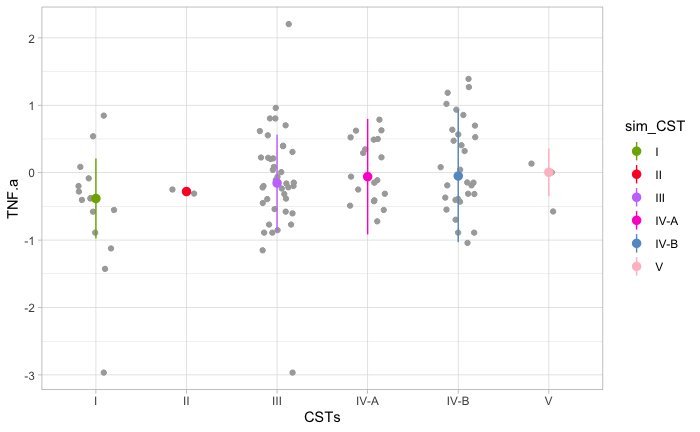 TNF.a
2
1
0
-1
-2
-3
I
II
III
IV-A
IV-B
V
CSTs
sim_CST
I
II
III
IV-A
IV-B
V